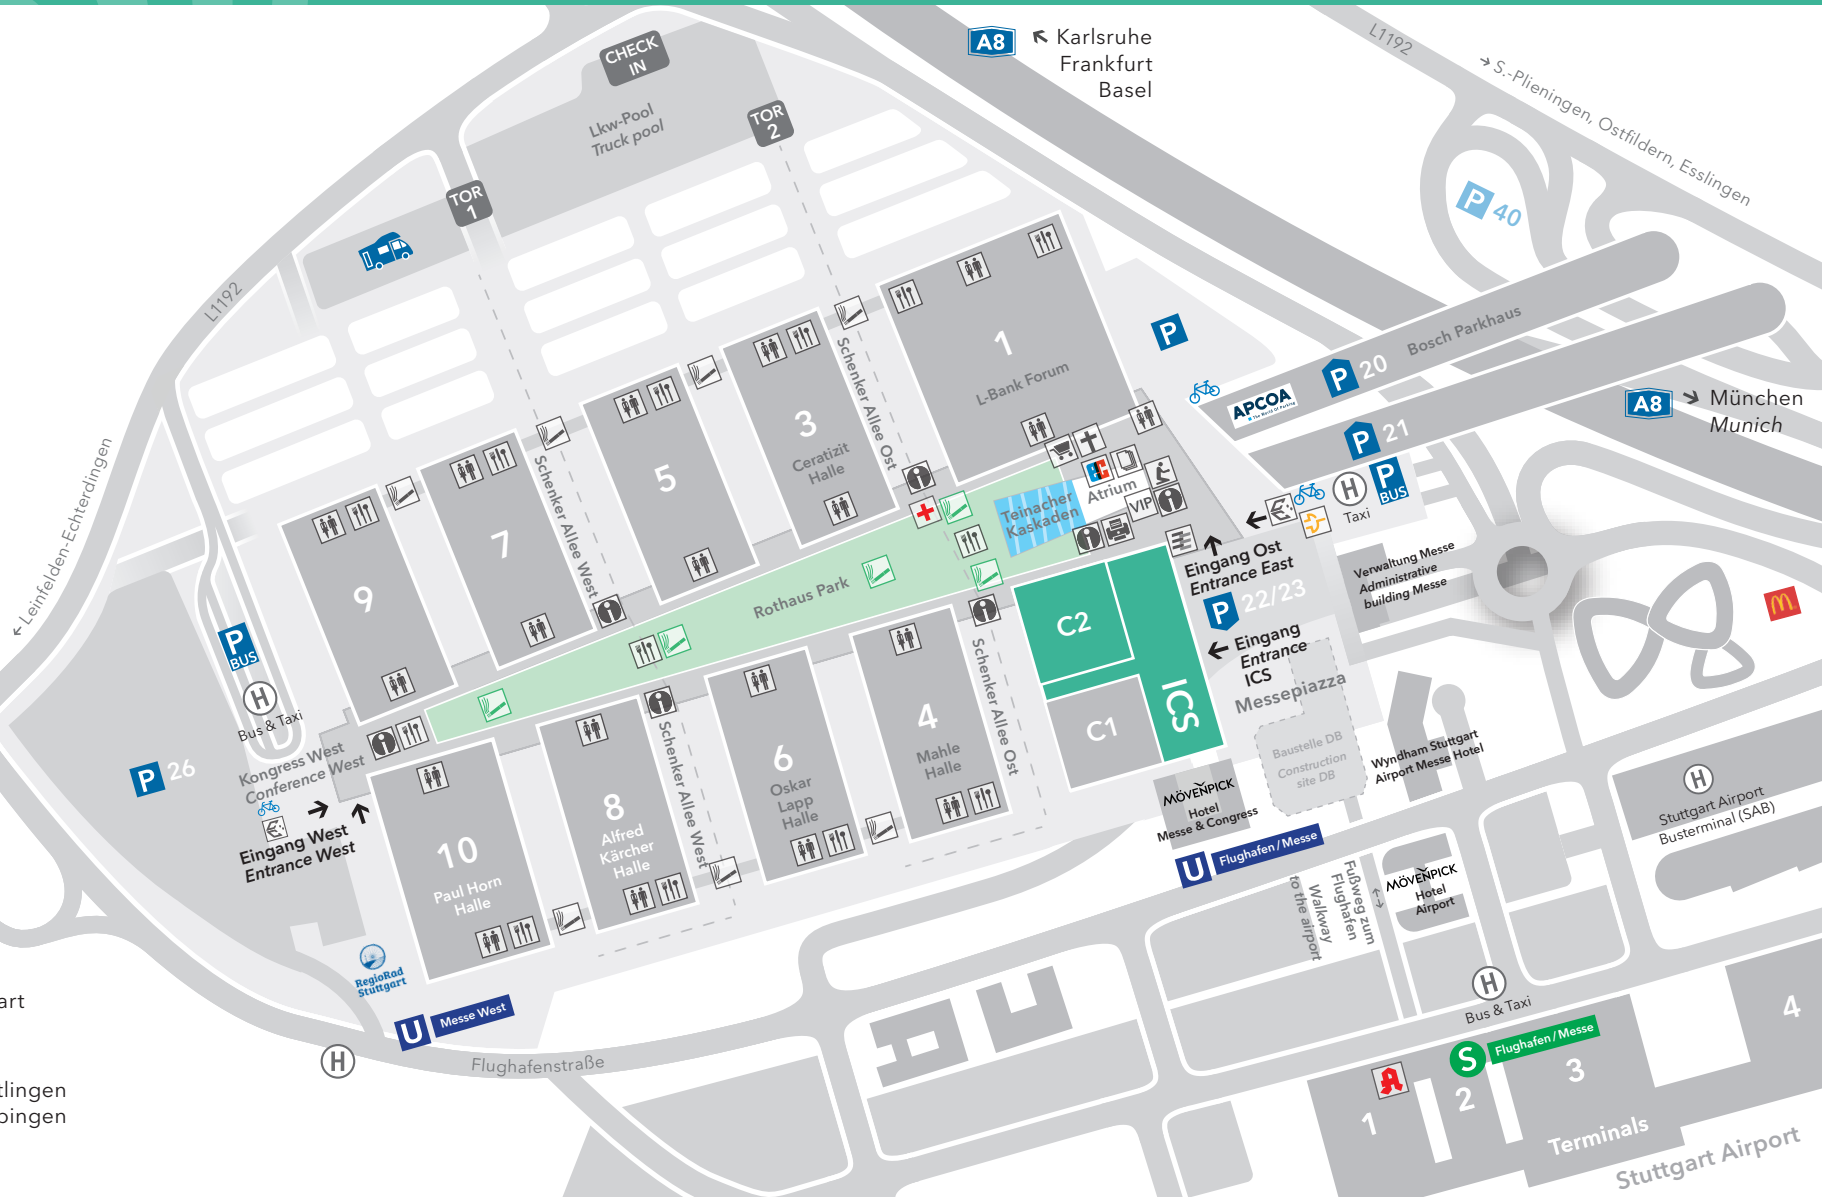 A8
Karlsruhe
Frankfurt
Basel
L1192
S.-Plieningen, Ostfildern, Esslingen
CHECK
IN
Lkw-Pool
Truck pool
TOR
2
TOR
1
P 40
L1192
Leinfelden-Echterdingen
1
L-Bank Forum
P
Bosch Parkhaus
P 20
APCOA
P 21
A8
München
Munich
Schenker Allee Ost
3
Ceratizit
Halle
5
Schenker Allee West
7
9
EC
Atrium
VIP
Teinacher
Kaskaden
H
Taxi
P
BUS
Eingang Ost
Entrance East
P 22/23
Verwaltung Messe
Administrative
building Messe
Rothaus Park
C2
ICS
C1
Eingang
Entrance
ICS
Messepiazza
Baustelle DB
Construction
site DB
Wyndham Stuttgart
Airport Messe Hotel
P
BUS
H
Bus & Taxi
Kongress West
Conference West
P 26
Eingang West
Entrance West
10
Paul Horn
Halle
8
Alfred
Kärcher
Halle
Schenker Allee West
6
Oskar
Lapp
Halle
4
Mahle
Halle
Schenker Allee Ost
MÖVENPICK
Hotel
Messe & Congress
U Flughafen/Messe
H
Stuttgart Airport
Busterminal (SAB)
MÖVENPICK
Hotel
Airport
Fußweg zum
Flughafen
Walkway
to the airport
RegioRad
Stuttgart
U Messe West
H
Flughafenstraße
H
Bus & Taxi
S Flughafen/Messe
1
2
3
4
Terminals
Stuttgart Airport
art
tlingen
bingen